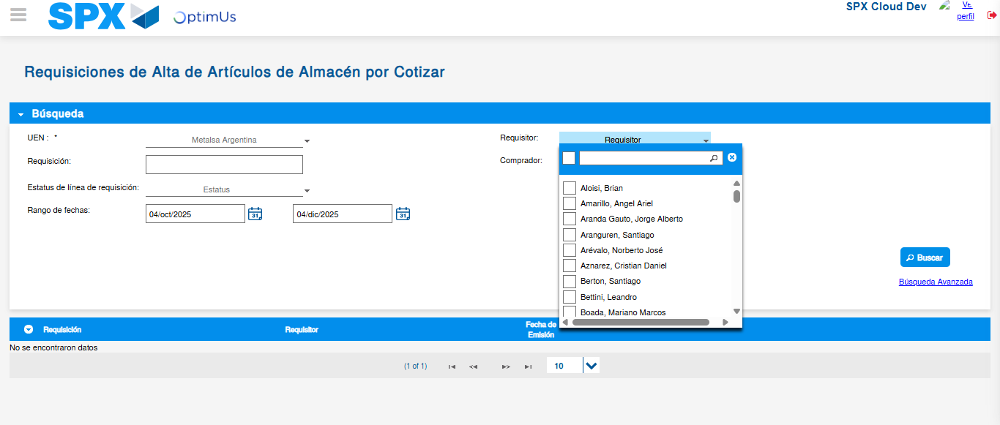 SPX OptimUs
SPX Cloud Dev
Ve
perfil
Requisiciones de Alta de Artículos de Almacén por Cotizar
Búsqueda
UEN : *
Metalsa Argentina
Requisición:
Estatus de línea de requisición:
Estatus
Rango de fechas:
04/oct/2025
31
04/dic/2025
31
Requisitor:
Requisitor
Comprador:
Aloisi, Brian
Amarillo, Angel Ariel
Aranda Gauto, Jorge Alberto
Aranguren, Santiago
Arévalo, Norberto José
Aznarez, Cristian Daniel
Berton, Santiago
Bettini, Leandro
Boada, Mariano Marcos
Buscar
Búsqueda Avanzada
Requisición
Requisitor
Fecha de
Emisión
No se encontraron datos
(1 of 1)
10